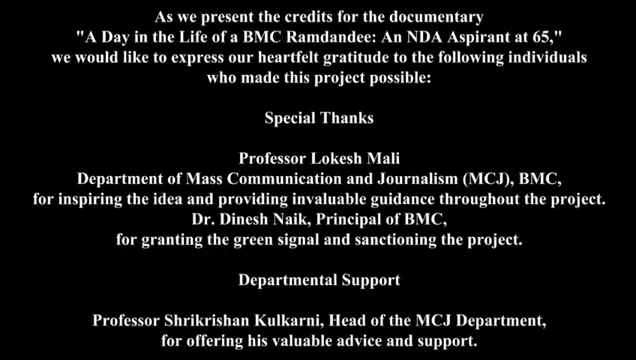 As we present the credits for the documentary
"A Day in the Life of a BMC Ramdandee: An NDA Aspirant at 65,"
we would like to express our heartfelt gratitude to the following individuals
who made this project possible:
Special Thanks
Professor Lokesh Mali
Department of Mass Communication and Journalism (MCJ), BMC,
for inspiring the idea and providing invaluable guidance throughout the project.
Dr. Dinesh Naik, Principal of BMC,
for granting the green signal and sanctioning the project.
Departmental Support
Professor Shrikrishan Kulkarni, Head of the MCJ Department,
for offering his valuable advice and support.